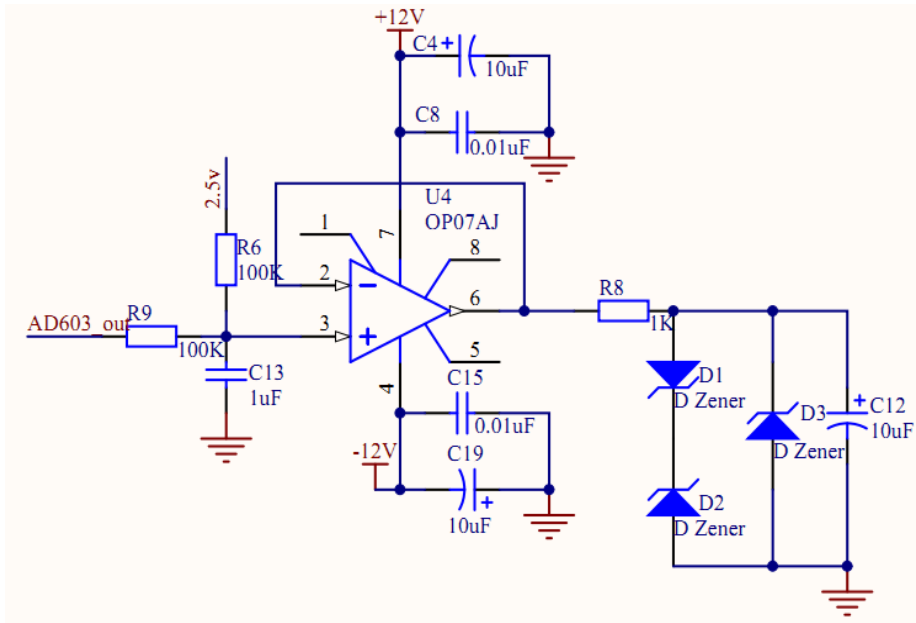 +12V
C4 +
10uF
C8
0.01uF
2.5v
U4
OP07AJ
1
7
8
R6
100K
2
6
R8
1K
AD603_out
R9
100K
3
5
C13
1uF
4
C15
0.01uF
D1
D Zener
D3
D Zener
+
C12
10uF
-12V
C19
+
10uF
D2
D Zener